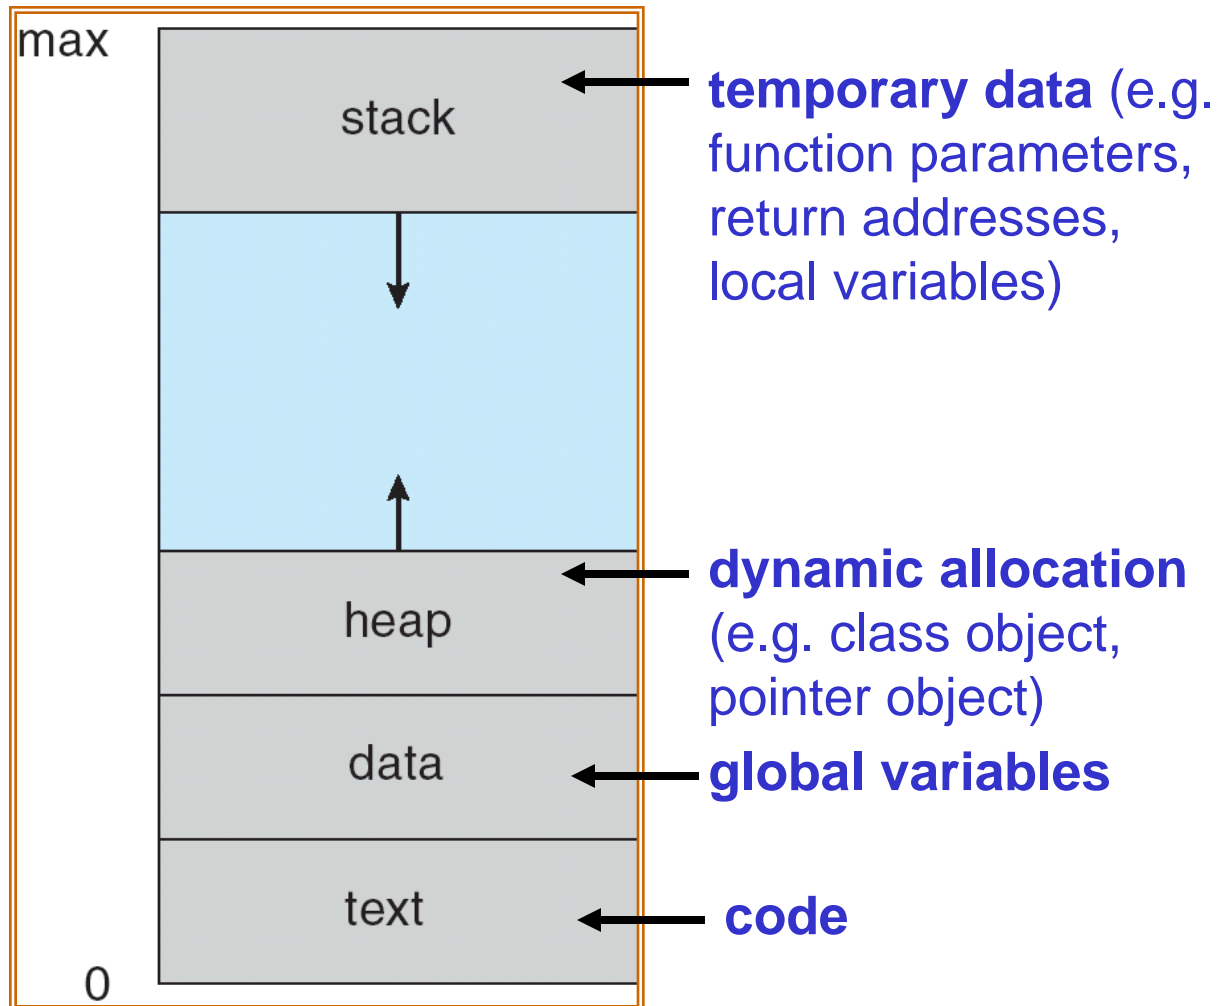 max
stack
temporary data (e.g.
function parameters,
return addresses,
local variables)
heap
dynamic allocation
(e.g. class object,
pointer object)
data
global variables
text
code
0